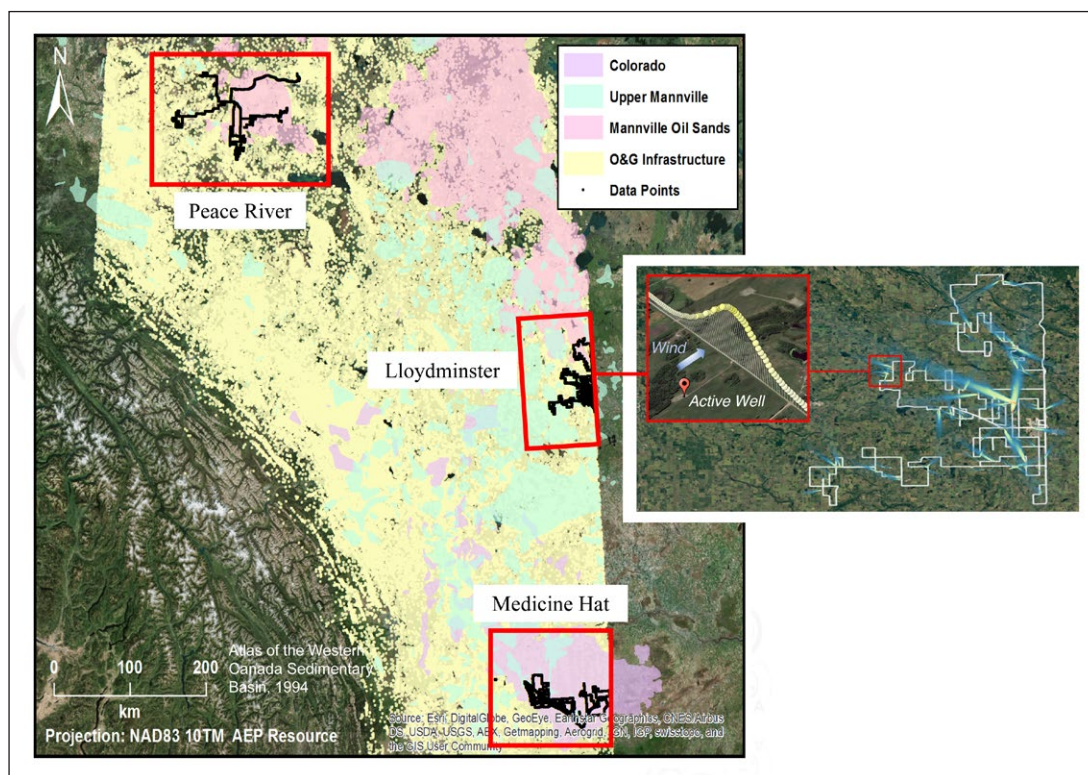 N
Colorado
Upper Mannville
Mannville Oil Sands
O&G Infrastructure
Data Points
Peace River
Lloydminster
Wind
Active Well
Medicine Hat
0 100 200
km
Atlas of the Western
Canada Sedimentary
Basin, 1994
Projection: NAD83 10TM AEP Resource
Source: Esri, DigitalGlobe, GeoEye, Earthstar Geographics, CNES/Airbus
DS, USDA, USGS, AEX, Getmapping, Aerogrid, IGN, IGP, swisstopo, and
the GIS User Community